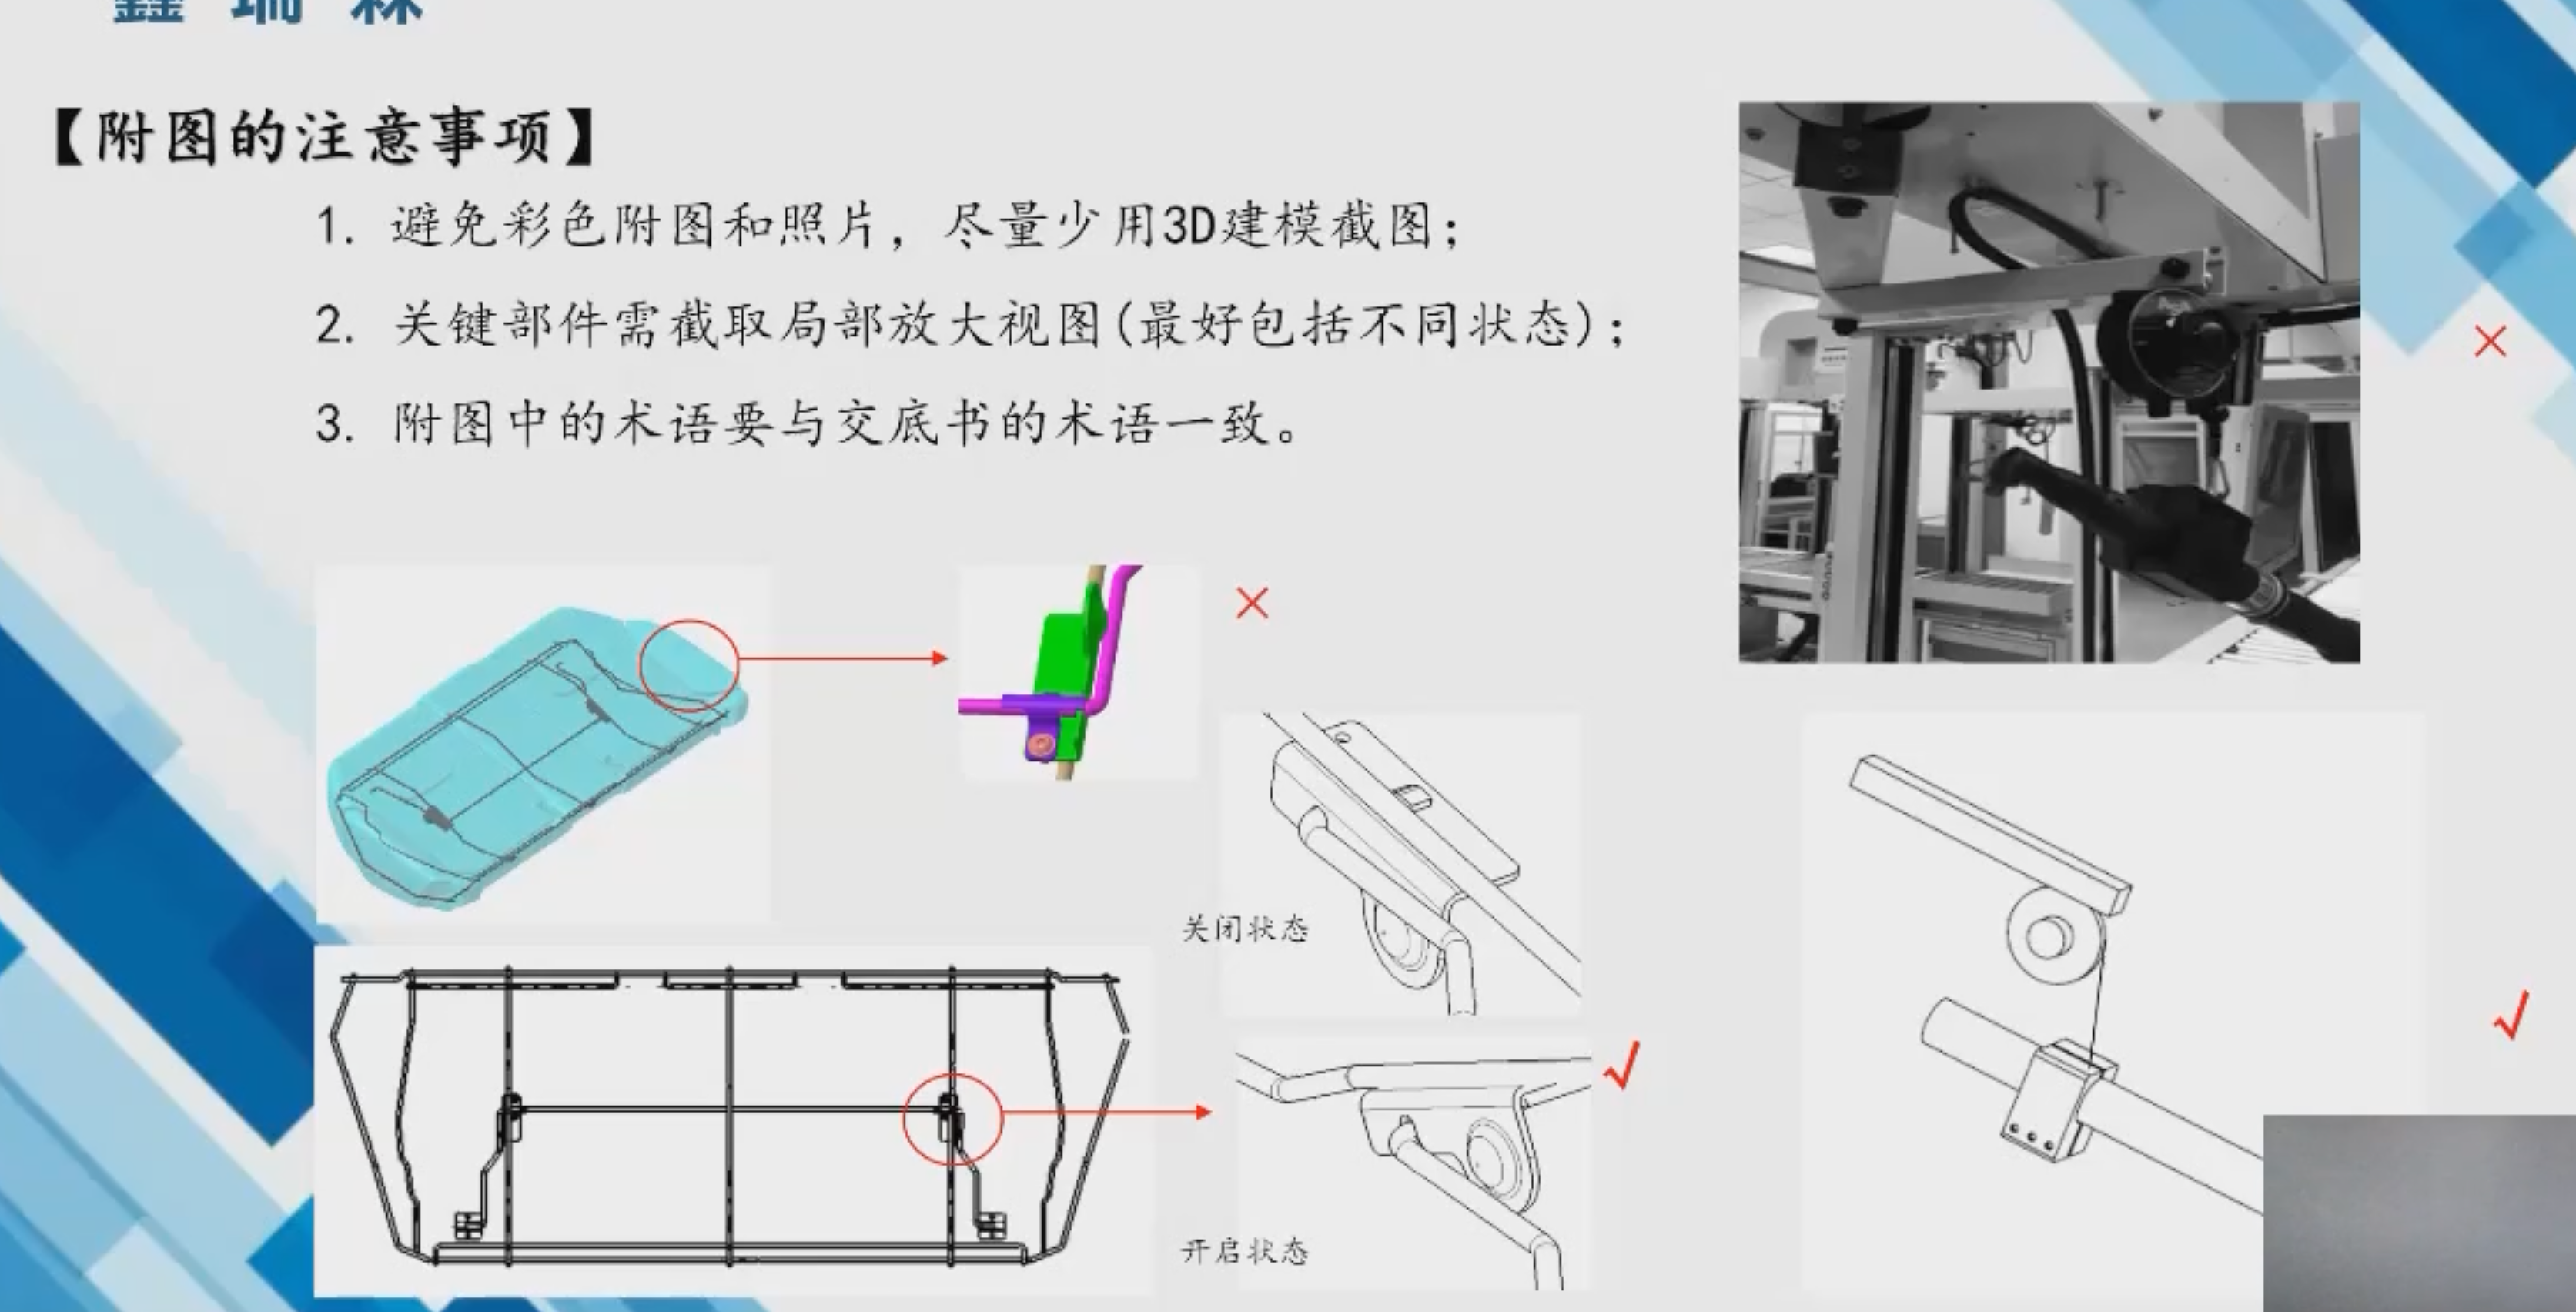 鑫 瑞 森
【附图的注意事项】
1. 避免彩色附图和照片，尽量少用3D建模截图；
2. 关键部件需截取局部放大视图(最好包括不同状态)；
3. 附图中的术语要与交底书的术语一致。
关闭状态
开启状态